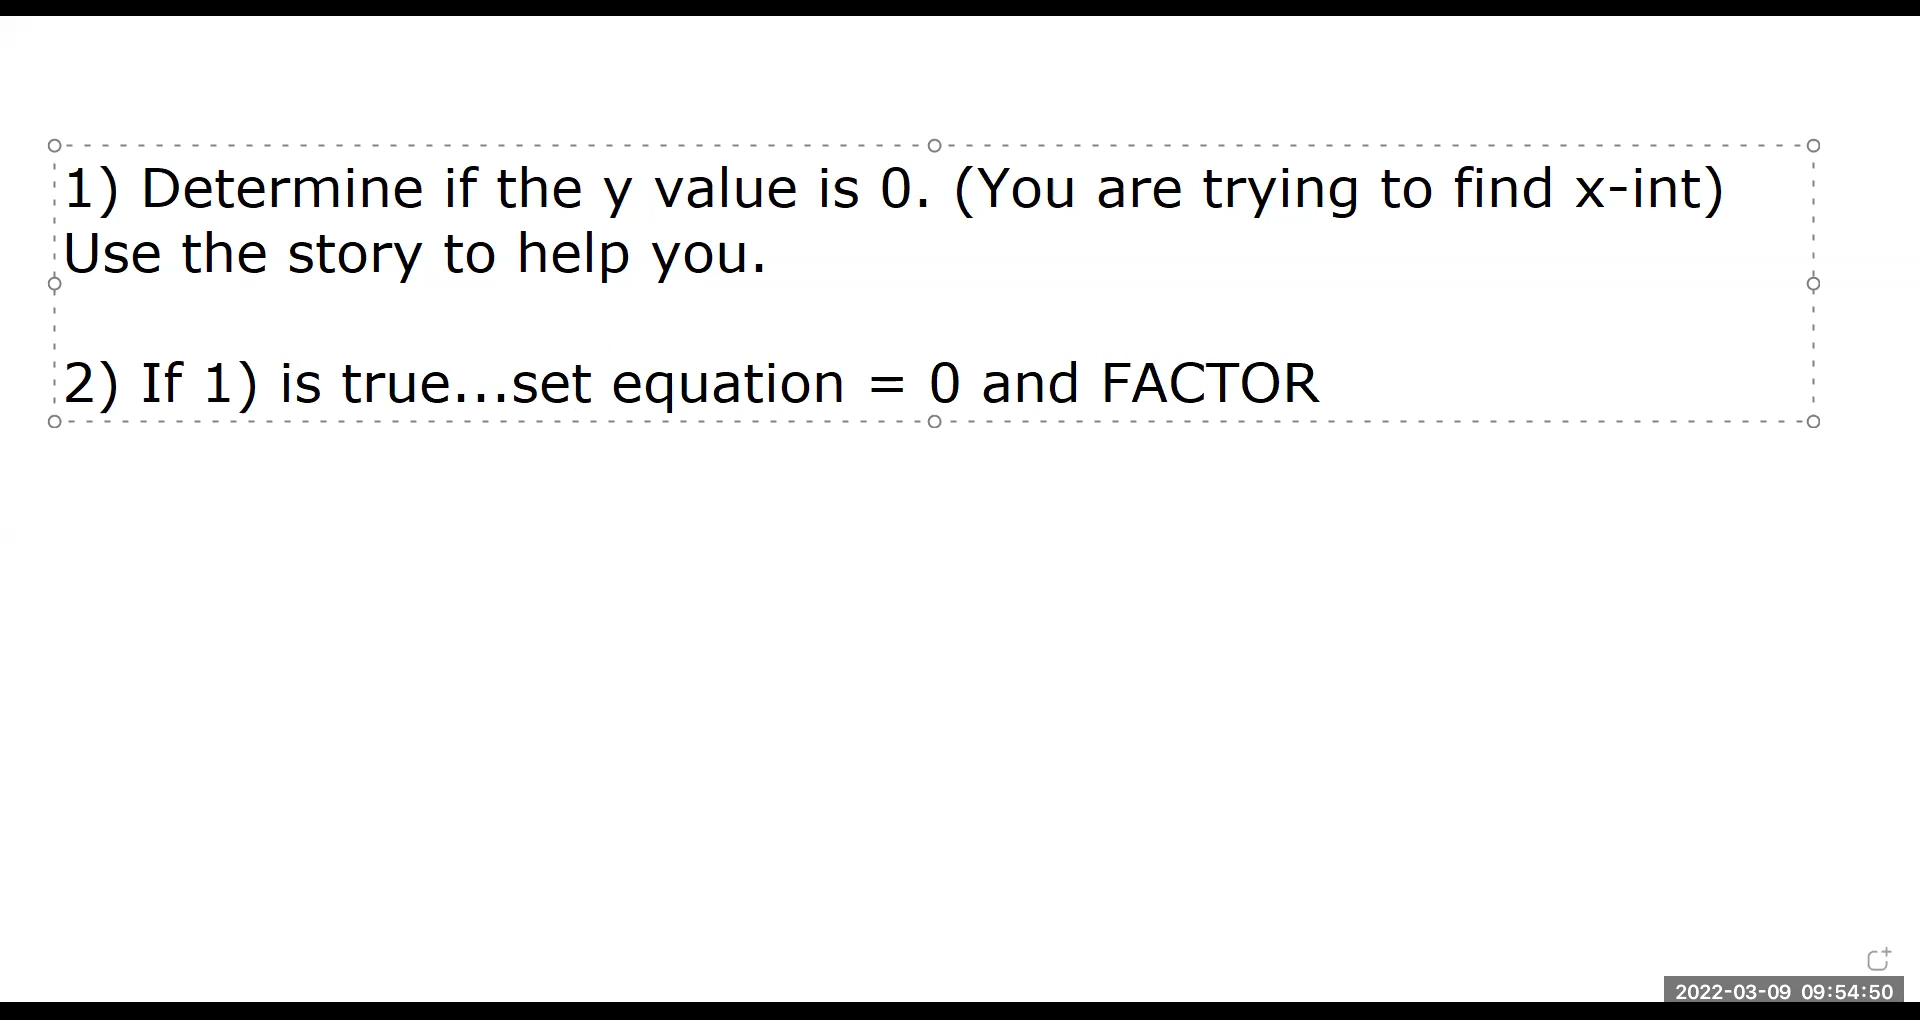 1) Determine if the y value is 0. (You are trying to find x-int)
Use the story to help you.
2) If 1) is true...set equation = 0 and FACTOR
2022-03-09 09:54:50